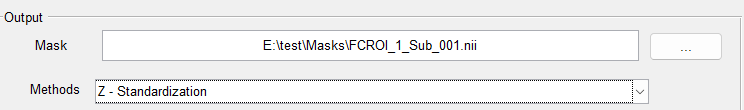 Output
Mask E:\test\Masks\FCROI_1_Sub_001.nii ...
Methods Z - Standardization